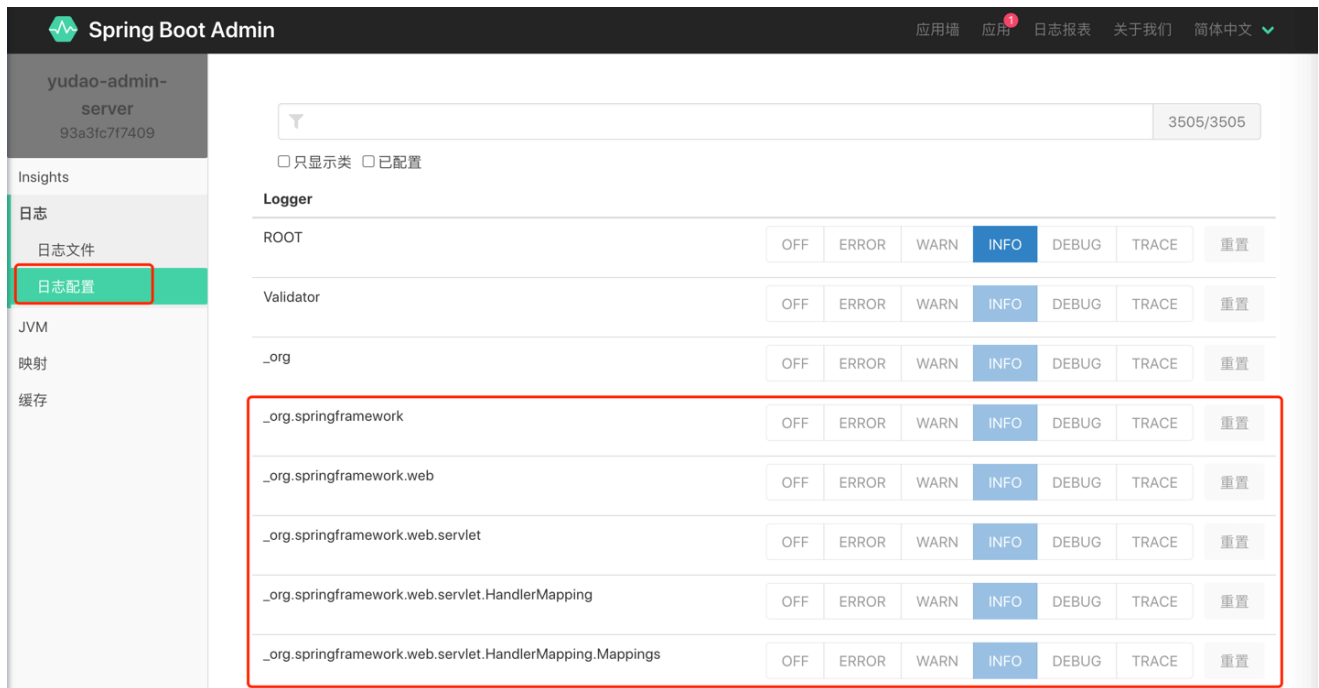 Spring Boot Admin
应用墙 应用 1 日志报表 关于我们 简体中文
yudao-admin-
server
93a3fc7f7409
Insights
日志
日志文件
日志配置
JVM
映射
缓存
3505/3505
只显示类 已配置
Logger
ROOT OFF ERROR WARN INFO DEBUG TRACE 重置
Validator OFF ERROR WARN INFO DEBUG TRACE 重置
_org OFF ERROR WARN INFO DEBUG TRACE 重置
_org.springframework OFF ERROR WARN INFO DEBUG TRACE 重置
_org.springframework.web OFF ERROR WARN INFO DEBUG TRACE 重置
_org.springframework.web.servlet OFF ERROR WARN INFO DEBUG TRACE 重置
_org.springframework.web.servlet.HandlerMapping OFF ERROR WARN INFO DEBUG TRACE 重置
_org.springframework.web.servlet.HandlerMapping.Mappings OFF ERROR WARN INFO DEBUG TRACE 重置